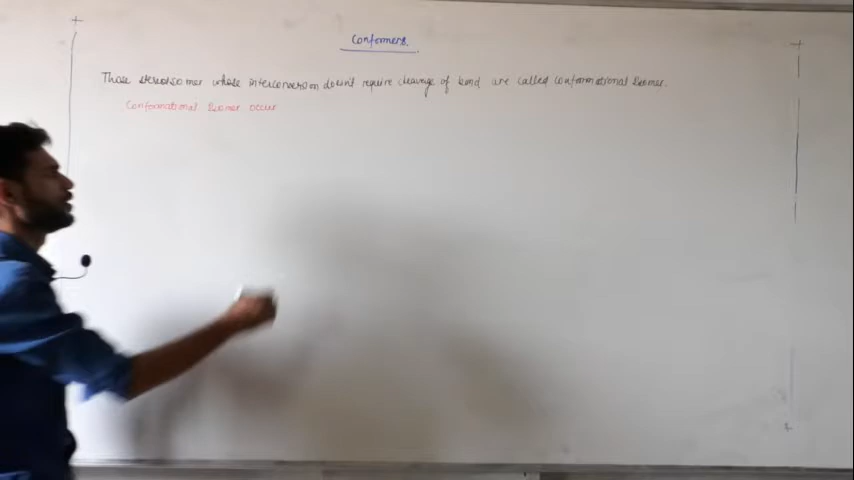 Conformers.
Those stereoisomer whose interconversion doesn't require cleavage of bond are called conformational isomer.
Conformational isomer occur